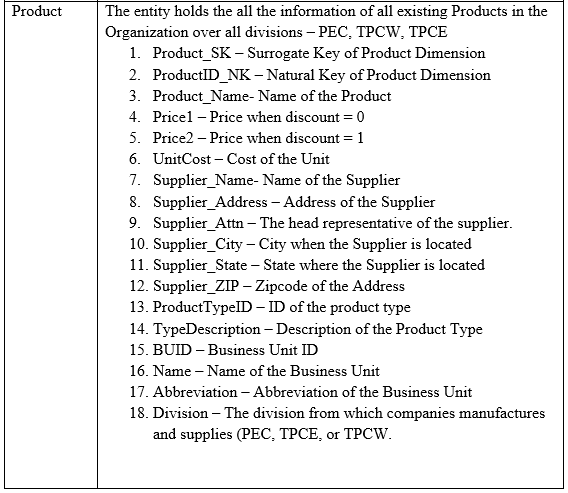 Product
The entity holds the all the information of all existing Products in the
Organization over all divisions – PEC, TPCW, TPCE
1. Product_SK – Surrogate Key of Product Dimension
2. ProductID_NK – Natural Key of Product Dimension
3. Product_Name- Name of the Product
4. Price1 – Price when discount = 0
5. Price2 – Price when discount = 1
6. UnitCost – Cost of the Unit
7. Supplier_Name- Name of the Supplier
8. Supplier_Address – Address of the Supplier
9. Supplier_Attn – The head representative of the supplier.
10. Supplier_City – City when the Supplier is located
11. Supplier_State – State where the Supplier is located
12. Supplier_ZIP – Zipcode of the Address
13. ProductTypeID – ID of the product type
14. TypeDescription – Description of the Product Type
15. BUID – Business Unit ID
16. Name – Name of the Business Unit
17. Abbreviation – Abbreviation of the Business Unit
18. Division – The division from which companies manufactures
and supplies (PEC, TPCE, or TPCW.